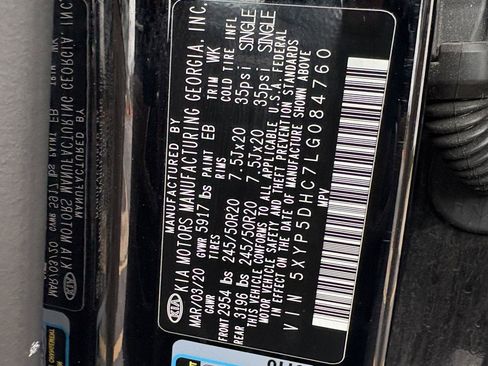 MANUFACTURED BY
KIA KIA MOTORS MANUFACTURING GEORGIA. INC.
MAR/03/20 PAINT EB TRIM WK
GAWR GVWR 5917 lbs COLD TIRE INFL
FRONT 2954 lbs 245/50R20 7.5Jx20 35psi SINGLE
REAR 3196 lbs 245/50R20 7.5Jx20 35psi SINGLE
THIS VEHICLE CONFORMS TO ALL APPLICABLE U.S.A. FEDERAL
MOTOR VEHICLE SAFETY AND THEFT PREVENTION STANDARDS
IN EFFECT ON THE DATE OF MANUFACTURE SHOWN ABOVE
VIN 5XYP5DHC7LG084760
MPV